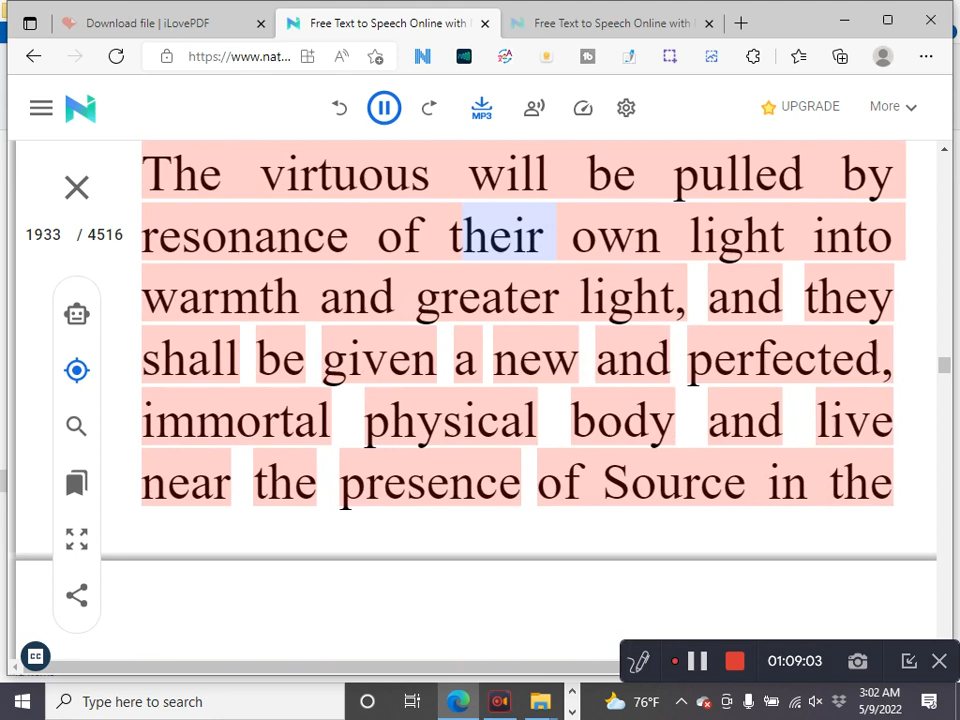 Download file | iLovePDF
Free Text to Speech Online with
Free Text to Speech Online with
https://www.nat...
MP3
UPGRADE
More
1933 / 4516
The virtuous will be pulled by
resonance of their own light into
warmth and greater light, and they
shall be given a new and perfected,
immortal physical body and live
near the presence of Source in the
CC
01:09:03
Type here to search
76°F
3:02 AM
5/9/2022